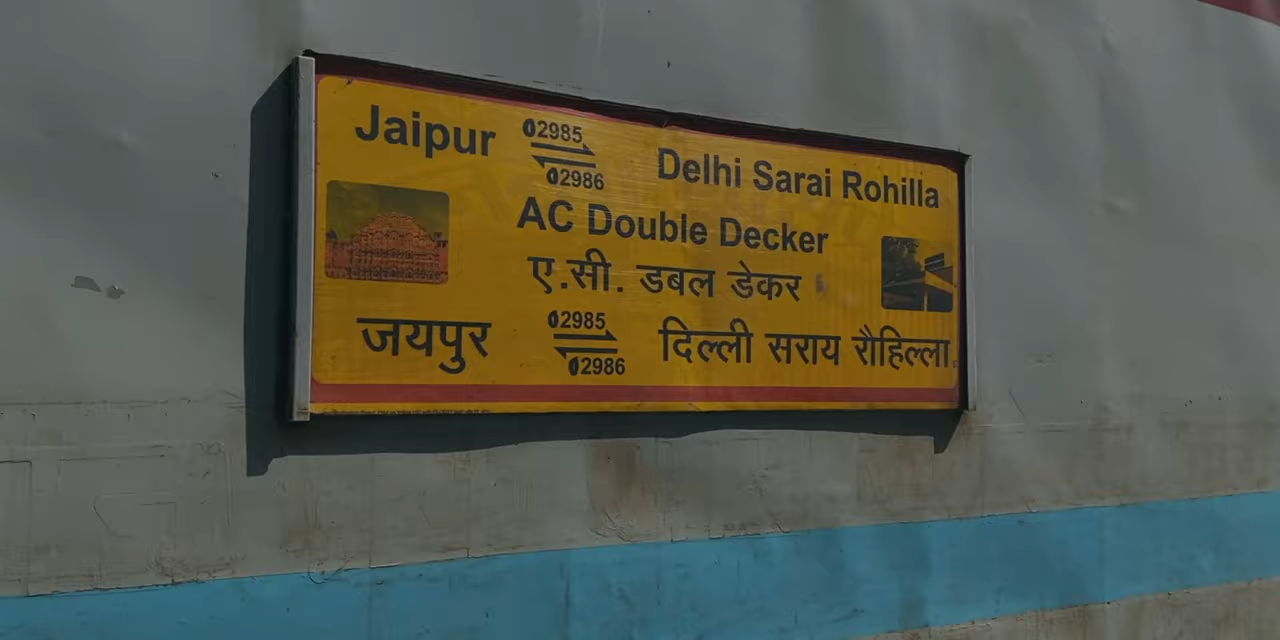 Jaipur 02985 Delhi Sarai Rohilla
02986
AC Double Decker
ए.सी. डबल डेकर
जयपुर 02985 दिल्ली सराय रौहिल्ला
02986